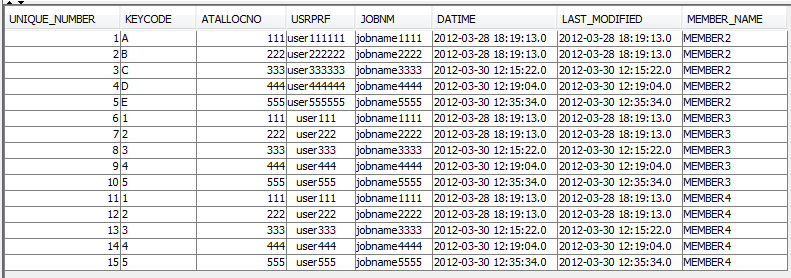 UNIQUE_NUMBER KEYCODE ATALLOCNO USRPRF JOBNM DATIME LAST_MODIFIED MEMBER_NAME
1 A 111 user111111 jobname1111 2012-03-28 18:19:13.0 2012-03-28 18:19:13.0 MEMBER2
2 B 222 user222222 jobname2222 2012-03-28 18:19:13.0 2012-03-28 18:19:13.0 MEMBER2
3 C 333 user333333 jobname3333 2012-03-30 12:15:22.0 2012-03-30 12:15:22.0 MEMBER2
4 D 444 user444444 jobname4444 2012-03-30 12:19:04.0 2012-03-30 12:19:04.0 MEMBER2
5 E 555 user555555 jobname5555 2012-03-30 12:35:34.0 2012-03-30 12:35:34.0 MEMBER2
6 1 111 user111 jobname1111 2012-03-28 18:19:13.0 2012-03-28 18:19:13.0 MEMBER3
7 2 222 user222 jobname2222 2012-03-28 18:19:13.0 2012-03-28 18:19:13.0 MEMBER3
8 3 333 user333 jobname3333 2012-03-30 12:15:22.0 2012-03-30 12:15:22.0 MEMBER3
9 4 444 user444 jobname4444 2012-03-30 12:19:04.0 2012-03-30 12:19:04.0 MEMBER3
10 5 555 user555 jobname5555 2012-03-30 12:35:34.0 2012-03-30 12:35:34.0 MEMBER3
11 1 111 user111 jobname1111 2012-03-28 18:19:13.0 2012-03-28 18:19:13.0 MEMBER4
12 2 222 user222 jobname2222 2012-03-28 18:19:13.0 2012-03-28 18:19:13.0 MEMBER4
13 3 333 user333 jobname3333 2012-03-30 12:15:22.0 2012-03-30 12:15:22.0 MEMBER4
14 4 444 user444 jobname4444 2012-03-30 12:19:04.0 2012-03-30 12:19:04.0 MEMBER4
15 5 555 user555 jobname5555 2012-03-30 12:35:34.0 2012-03-30 12:35:34.0 MEMBER4